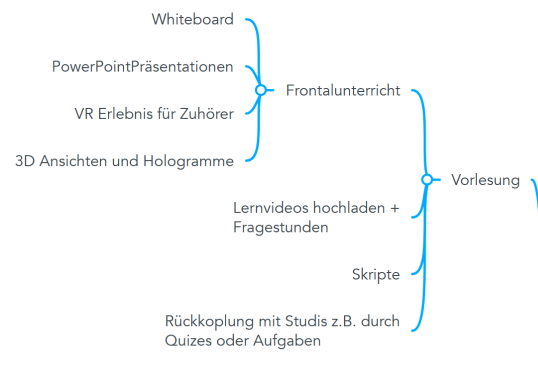 Whiteboard
PowerPointPräsentationen
Frontalunterricht
VR Erlebnis für Zuhörer
3D Ansichten und Hologramme
Vorlesung
Lernvideos hochladen +
Fragestunden
Skripte
Rückkoplung mit Studis z.B. durch
Quizes oder Aufgaben